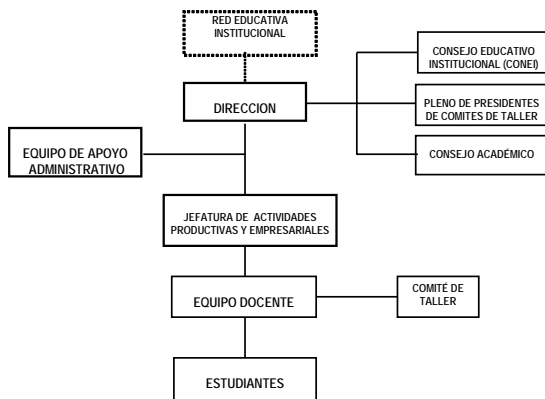 RED EDUCATIVA
INSTITUCIONAL
CONSEJO EDUCATIVO
INSTITUCIONAL (CONEI)
DIRECCION
PLENO DE PRESIDENTES
DE COMITES DE TALLER
EQUIPO DE APOYO
ADMINISTRATIVO
CONSEJO ACADÉMICO
JEFATURA DE ACTIVIDADES
PRODUCTIVAS Y EMPRESARIALES
EQUIPO DOCENTE
COMITÉ DE
TALLER
ESTUDIANTES